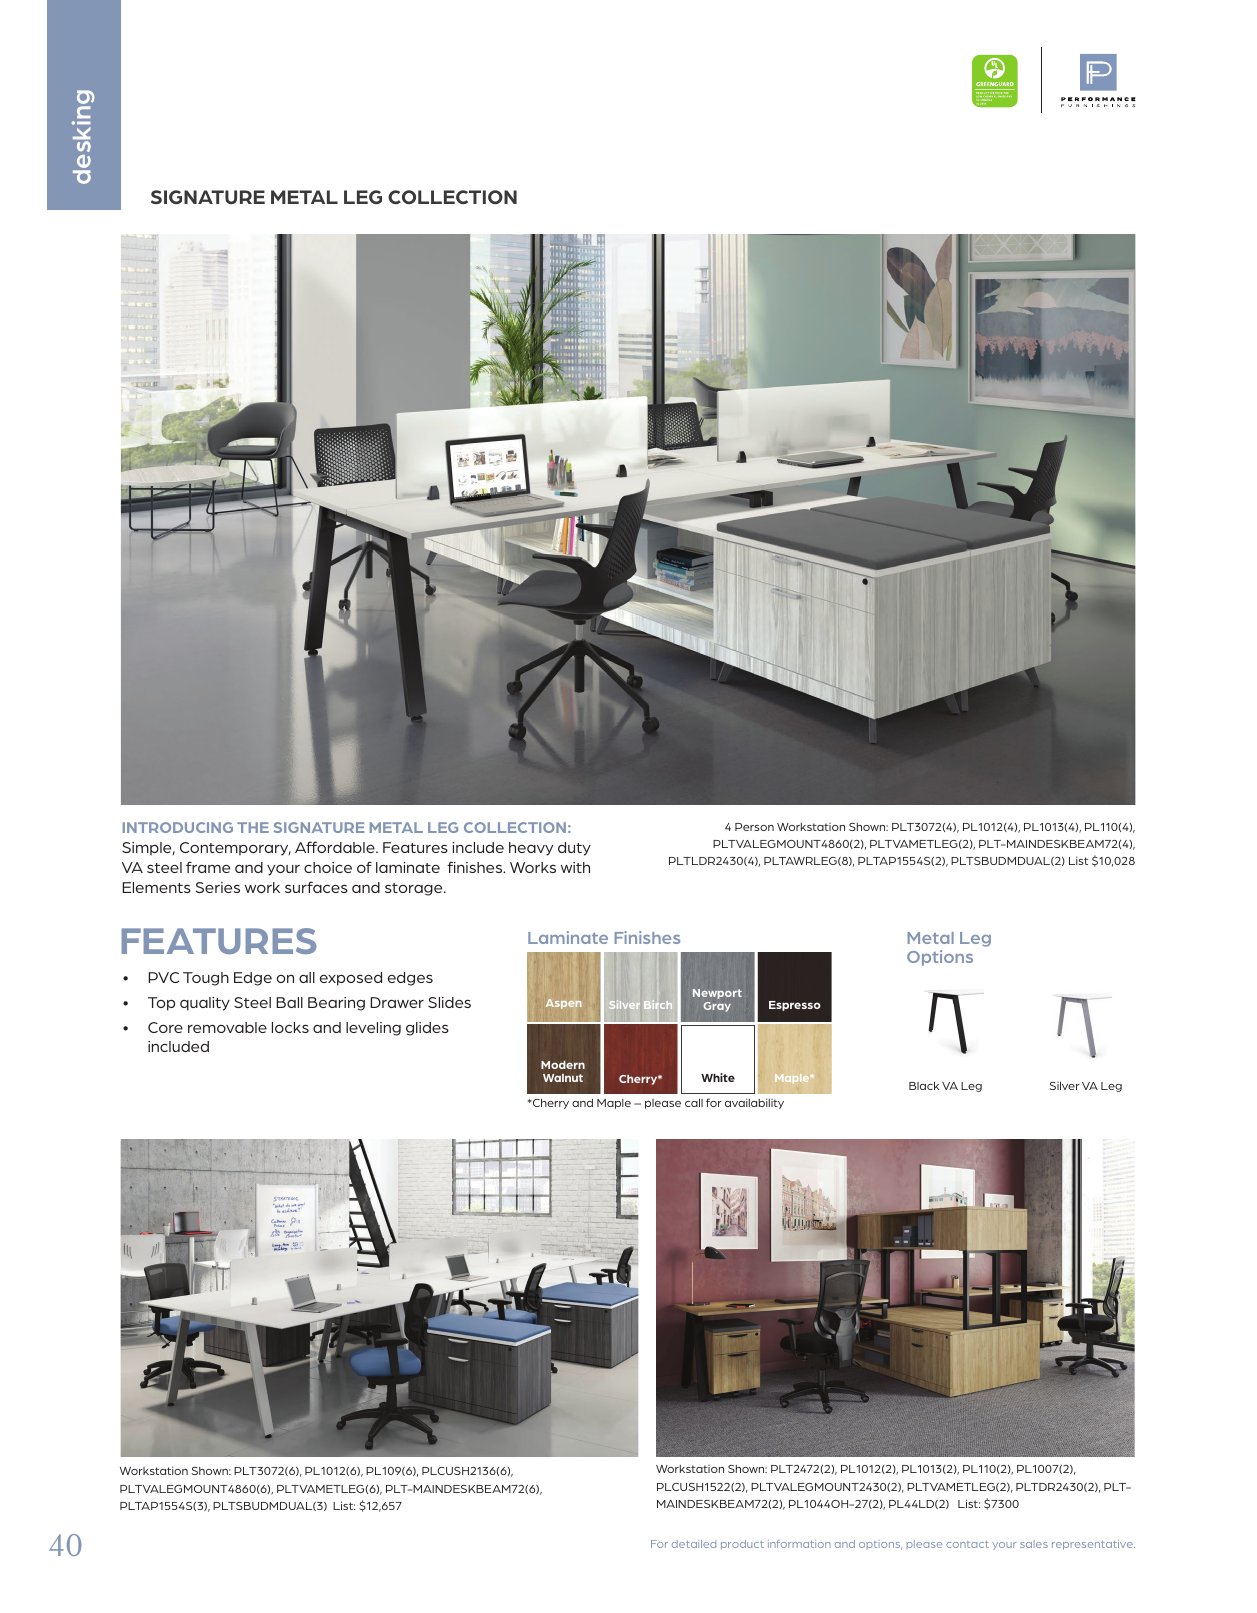 desking
GREENGUARD
PERFORMANCE
FURNISHINGS
SIGNATURE METAL LEG COLLECTION
INTRODUCING THE SIGNATURE METAL LEG COLLECTION:
Simple, Contemporary, Affordable. Features include heavy duty
VA steel frame and your choice of laminate finishes. Works with
Elements Series work surfaces and storage.
4 Person Workstation Shown: PLT3072(4), PL1012(4), PL1013(4), PL110(4),
PLTVALEGMOUNT4860(2), PLTVAMETLEG(2), PLT-MAINDESKBEAM72(4),
PLTLDR2430(4), PLTAWRLEG(8), PLTAP1554S(2), PLTSBUDMDUAL(2) List $10,028
FEATURES
• PVC Tough Edge on all exposed edges
• Top quality Steel Ball Bearing Drawer Slides
• Core removable locks and leveling glides
included
Laminate Finishes
Aspen
Silver Birch
Newport
Gray
Espresso
Modern
Walnut
Cherry*
White
Maple*
*Cherry and Maple – please call for availability
Metal Leg
Options
Black VA Leg
Silver VA Leg
STRATEGIC
"What do we want
to achieve?"
Workstation Shown: PLT3072(6), PL1012(6), PL109(6), PLCUSH2136(6),
PLTVALEGMOUNT4860(6), PLTVAMETLEG(6), PLT-MAINDESKBEAM72(6),
PLTAP1554S(3), PLTSBUDMDUAL(3) List: $12,657
Workstation Shown: PLT2472(2), PL1012(2), PL1013(2), PL110(2), PL1007(2),
PLCUSH1522(2), PLTVALEGMOUNT2430(2), PLTVAMETLEG(2), PLTDR2430(2), PLT-
MAINDESKBEAM72(2), PL1044OH-27(2), PL44LD(2) List: $7300
40
For detailed product information and options, please contact your sales representative.